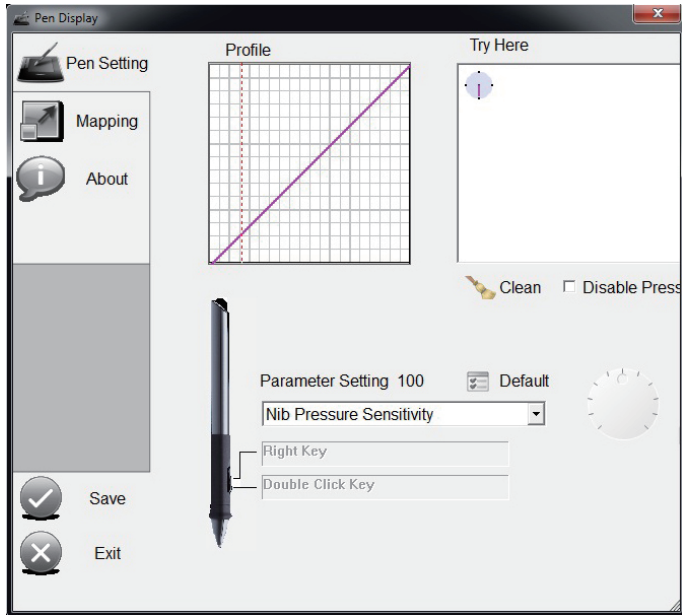 Pen Display
Pen Setting
Mapping
About
Profile
Try Here
Clean
Disable Press
Parameter Setting 100
Default
Nib Pressure Sensitivity
Right Key
Double Click Key
Save
Exit